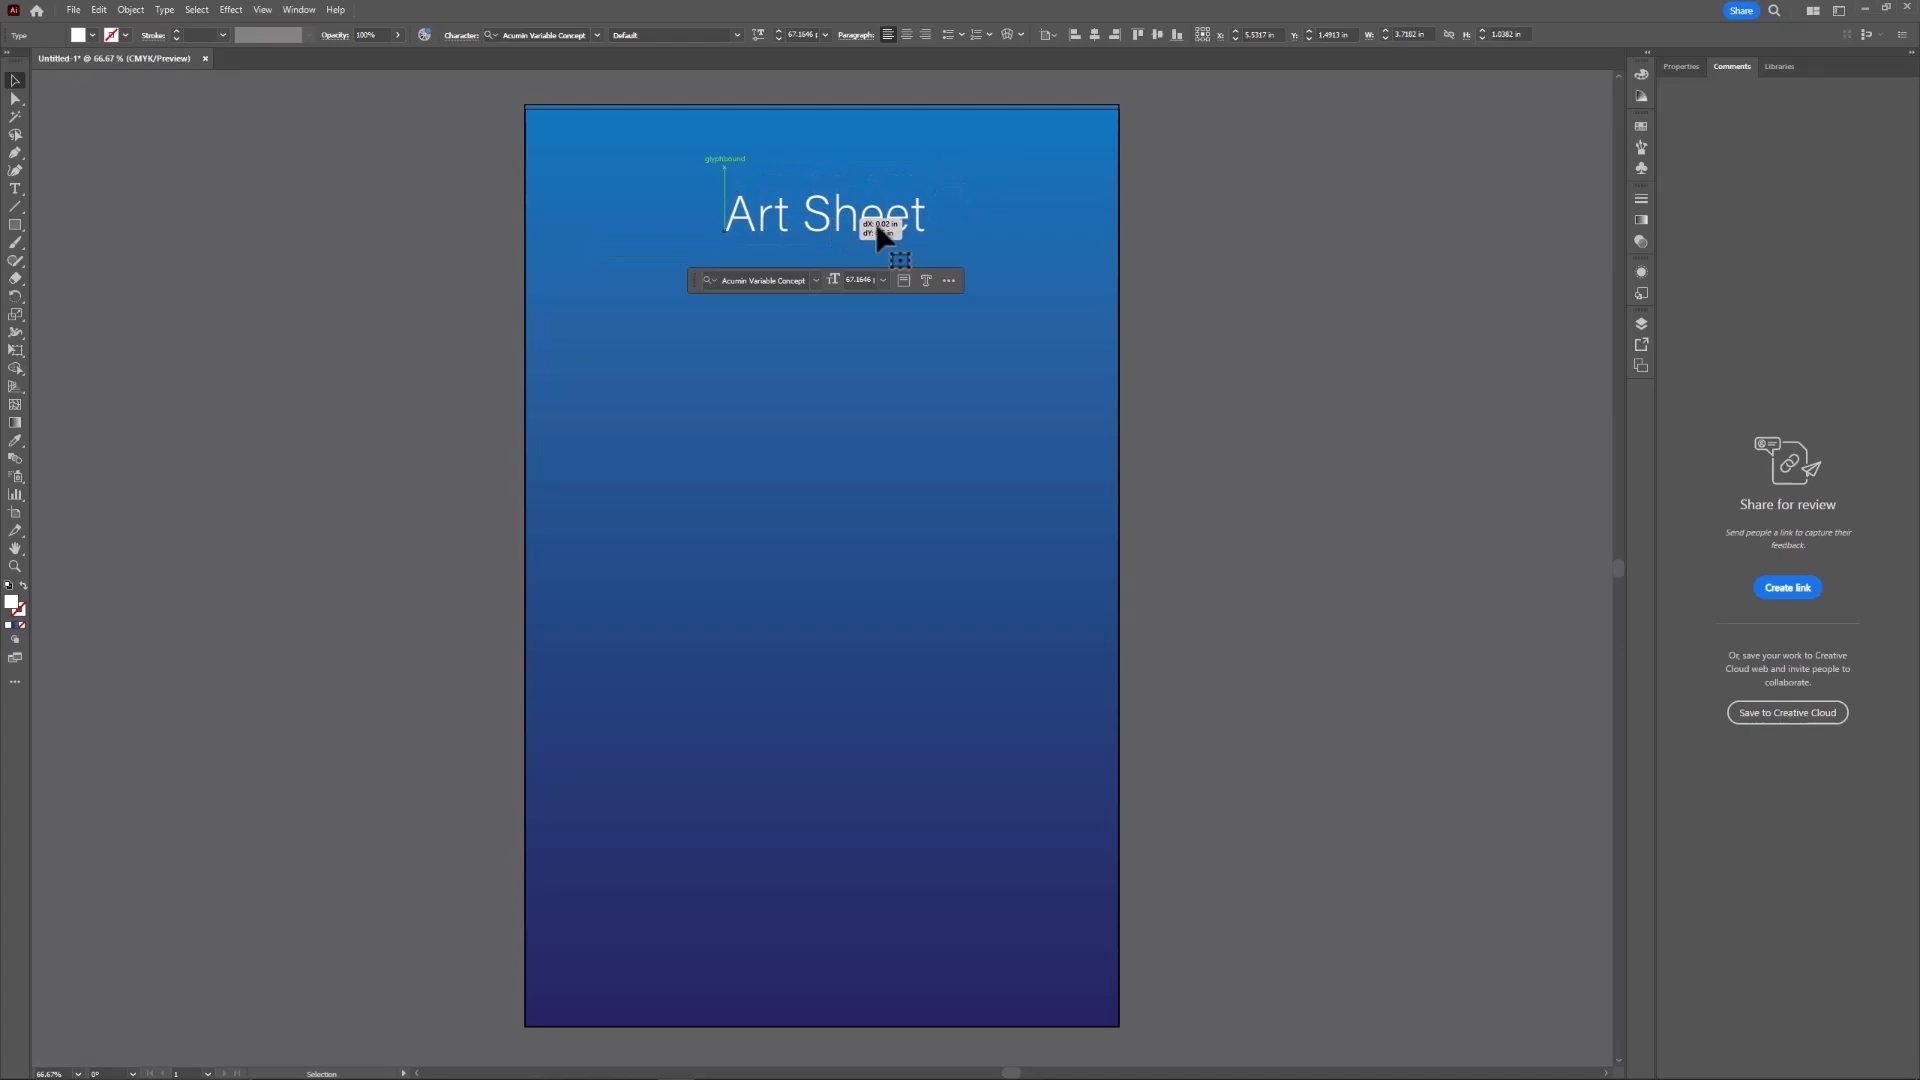 Ai File Edit Object Type Select Effect View Window Help Share
Type Stroke: Opacity: 100% Character: Acumin Variable Concept Default 67.1646 p Paragraph: X: 5.5317 in Y: 1.4913 in W: 3.7182 in H: 1.0382 in
Untitled-1* @ 66.67 % (CMYK/Preview) ×
Properties Comments Libraries
glyphbound
Art Sheet
dX: 0.02 in
dY: in
Acumin Variable Concept 67.1646 p
Share for review
Send people a link to capture their
feedback.
Create link
Or, save your work to Creative
Cloud web and invite people to
collaborate.
Save to Creative Cloud
66.67% 0° 1 Selection